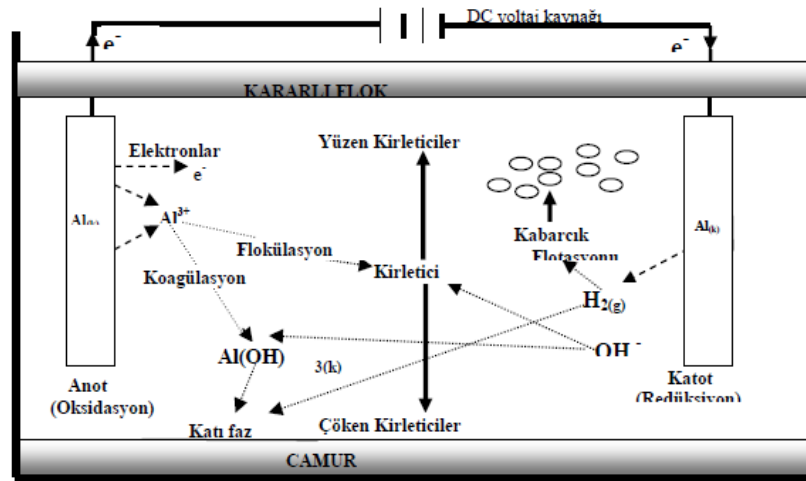 DC voltaj kaynağı
e⁻
e⁻
KARARLI FLOK
Yüzen Kirleticiler
Elektronlar
e⁻
Al³⁺
Flokülasyon
Koagülasyon
Kirletici
Kabarcık
Flotasyonu
Al(k)
H₂(g)
OH⁻
Al(OH)
3(k)
Anot
(Oksidasyon)
Katot
(Redüksiyon)
Katı faz
Çöken Kirleticiler
ÇAMUR